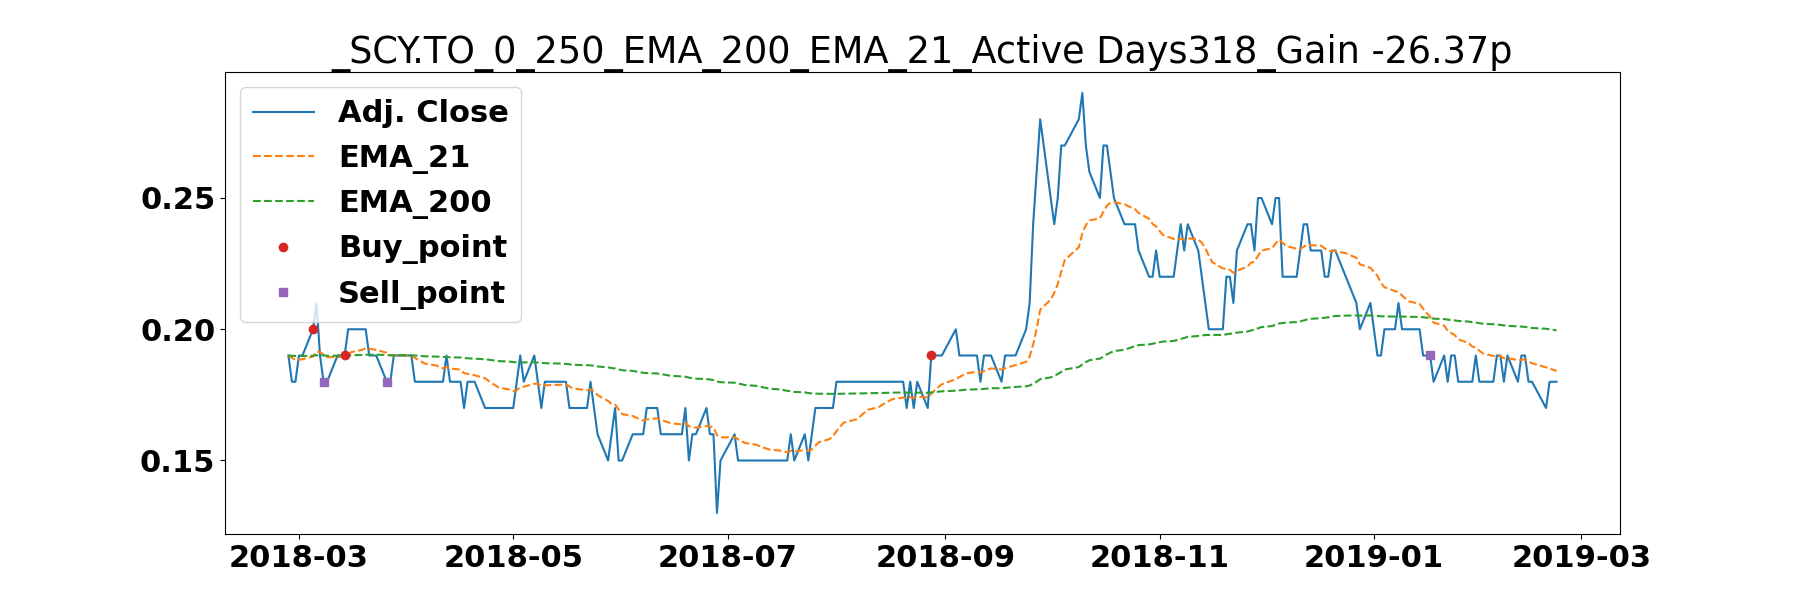 _SCY.TO_0_250_EMA_200_EMA_21_Active Days318_Gain -26.37p
Adj. Close
EMA_21
EMA_200
Buy_point
Sell_point
0.25
0.20
0.15
2018-03 2018-05 2018-07 2018-09 2018-11 2019-01 2019-03